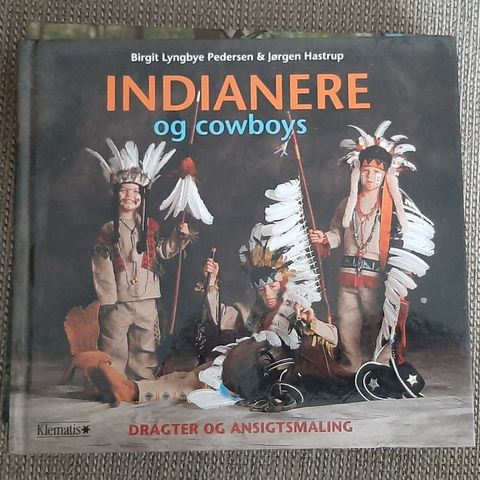 Birgit Lyngbye Pedersen & Jørgen Hastrup
INDIANERE
og cowboys
DRAGTER OG ANSIGTSMALING
Klematis